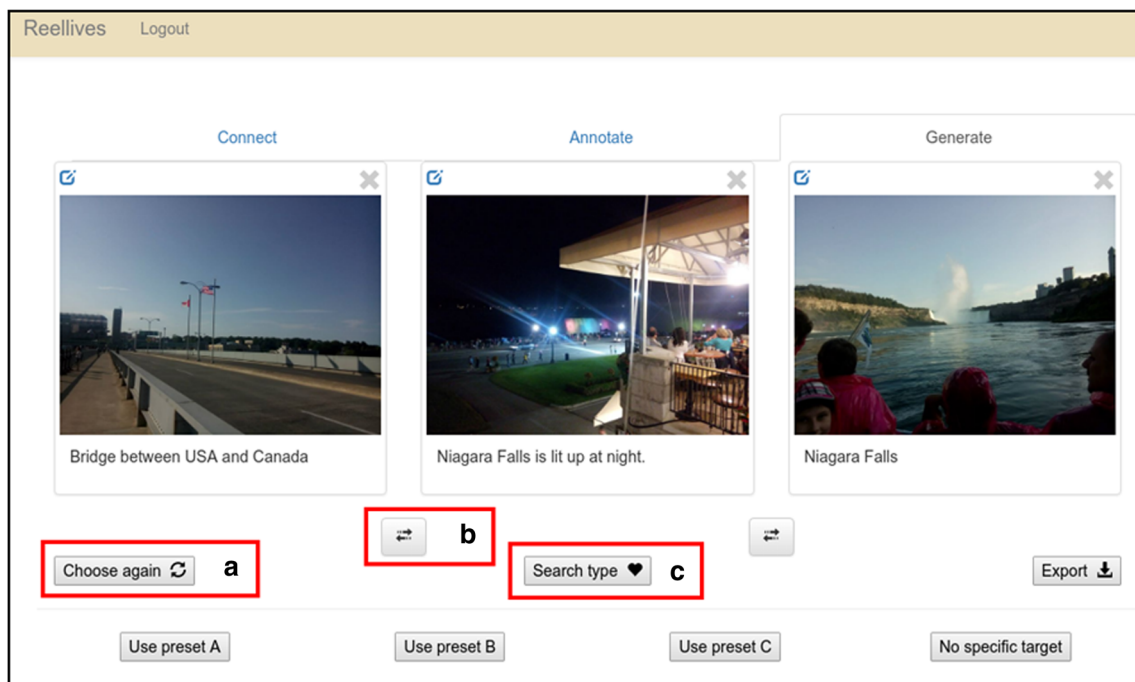 Reellives Logout
Connect Annotate Generate
Bridge between USA and Canada
Niagara Falls is lit up at night.
Niagara Falls
b
Choose again a
Search type c
Export
Use preset A Use preset B Use preset C No specific target